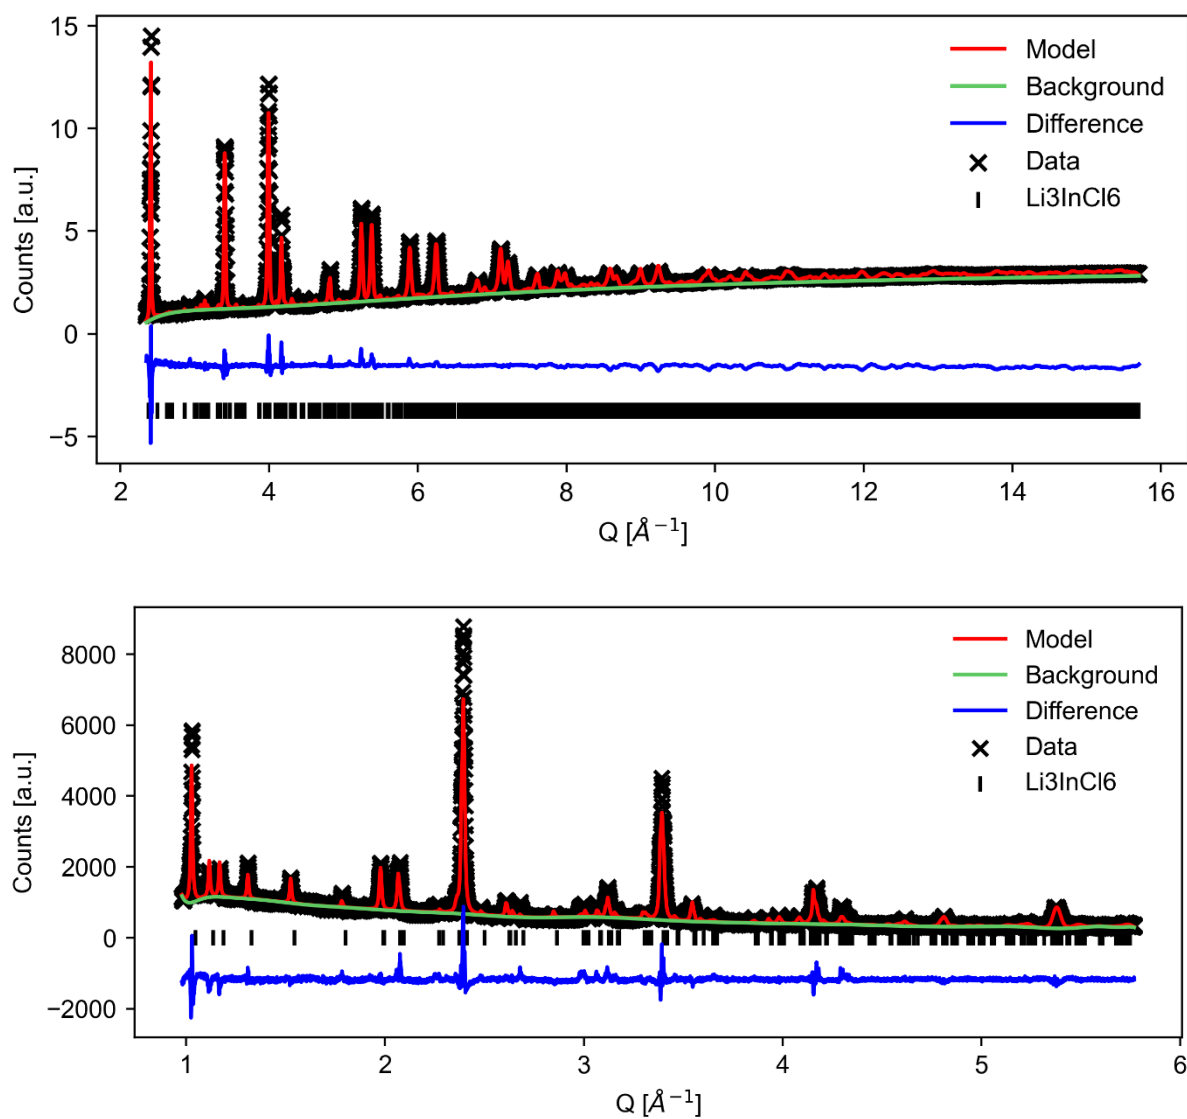 15
10
5
0
−5
Counts [a.u.]
Model
Background
Difference
Data
Li3InCl6
2 4 6 8 10 12 14 16
Q [Å⁻¹]
8000
6000
4000
2000
0
−2000
Counts [a.u.]
Model
Background
Difference
Data
Li3InCl6
1 2 3 4 5 6
Q [Å⁻¹]